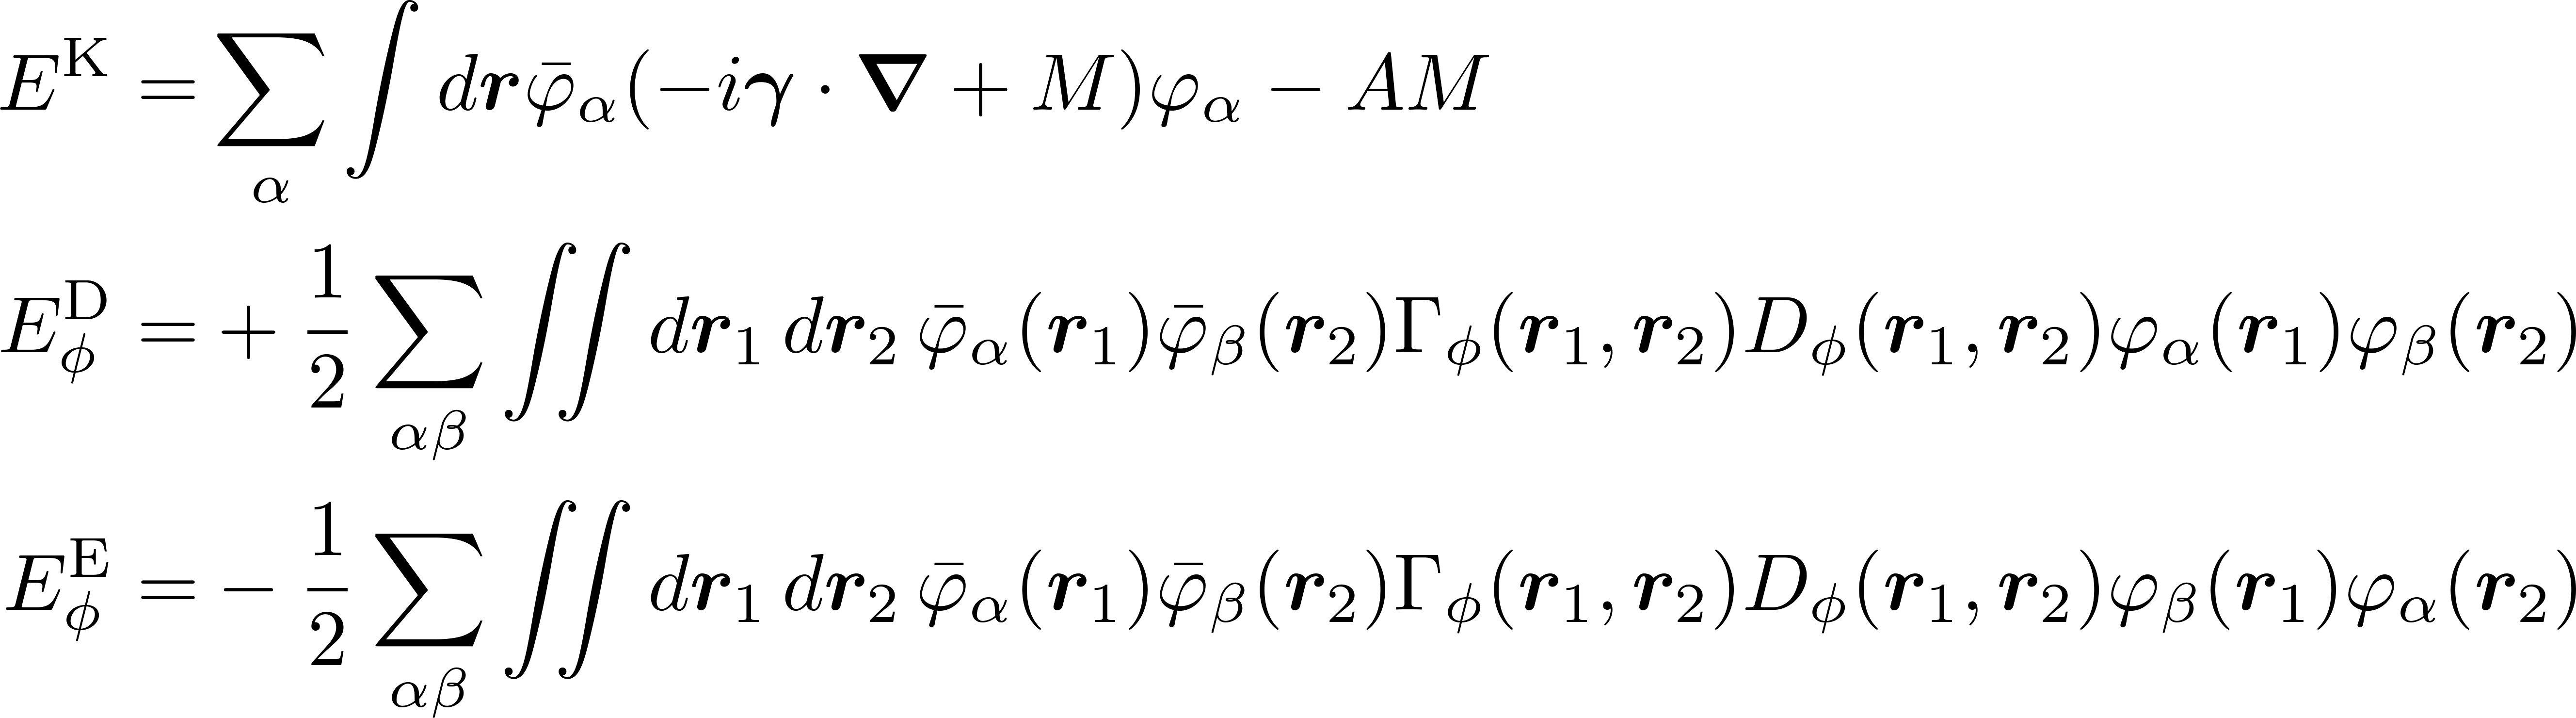 $E^{\mathrm{K}} = \sum_{\alpha} \int d\boldsymbol{r} \bar{\varphi}_{\alpha} (-i\boldsymbol{\gamma} \cdot \boldsymbol{\nabla} + M) \varphi_{\alpha} - AM$
$E_{\phi}^{\mathrm{D}} = + \frac{1}{2} \sum_{\alpha\beta} \iint d\boldsymbol{r}_1 \, d\boldsymbol{r}_2 \, \bar{\varphi}_{\alpha}(\boldsymbol{r}_1) \bar{\varphi}_{\beta}(\boldsymbol{r}_2) \Gamma_{\phi}(\boldsymbol{r}_1, \boldsymbol{r}_2) D_{\phi}(\boldsymbol{r}_1, \boldsymbol{r}_2) \varphi_{\alpha}(\boldsymbol{r}_1) \varphi_{\beta}(\boldsymbol{r}_2)$
$E_{\phi}^{\mathrm{E}} = - \frac{1}{2} \sum_{\alpha\beta} \iint d\boldsymbol{r}_1 \, d\boldsymbol{r}_2 \, \bar{\varphi}_{\alpha}(\boldsymbol{r}_1) \bar{\varphi}_{\beta}(\boldsymbol{r}_2) \Gamma_{\phi}(\boldsymbol{r}_1, \boldsymbol{r}_2) D_{\phi}(\boldsymbol{r}_1, \boldsymbol{r}_2) \varphi_{\beta}(\boldsymbol{r}_1) \varphi_{\alpha}(\boldsymbol{r}_2)$